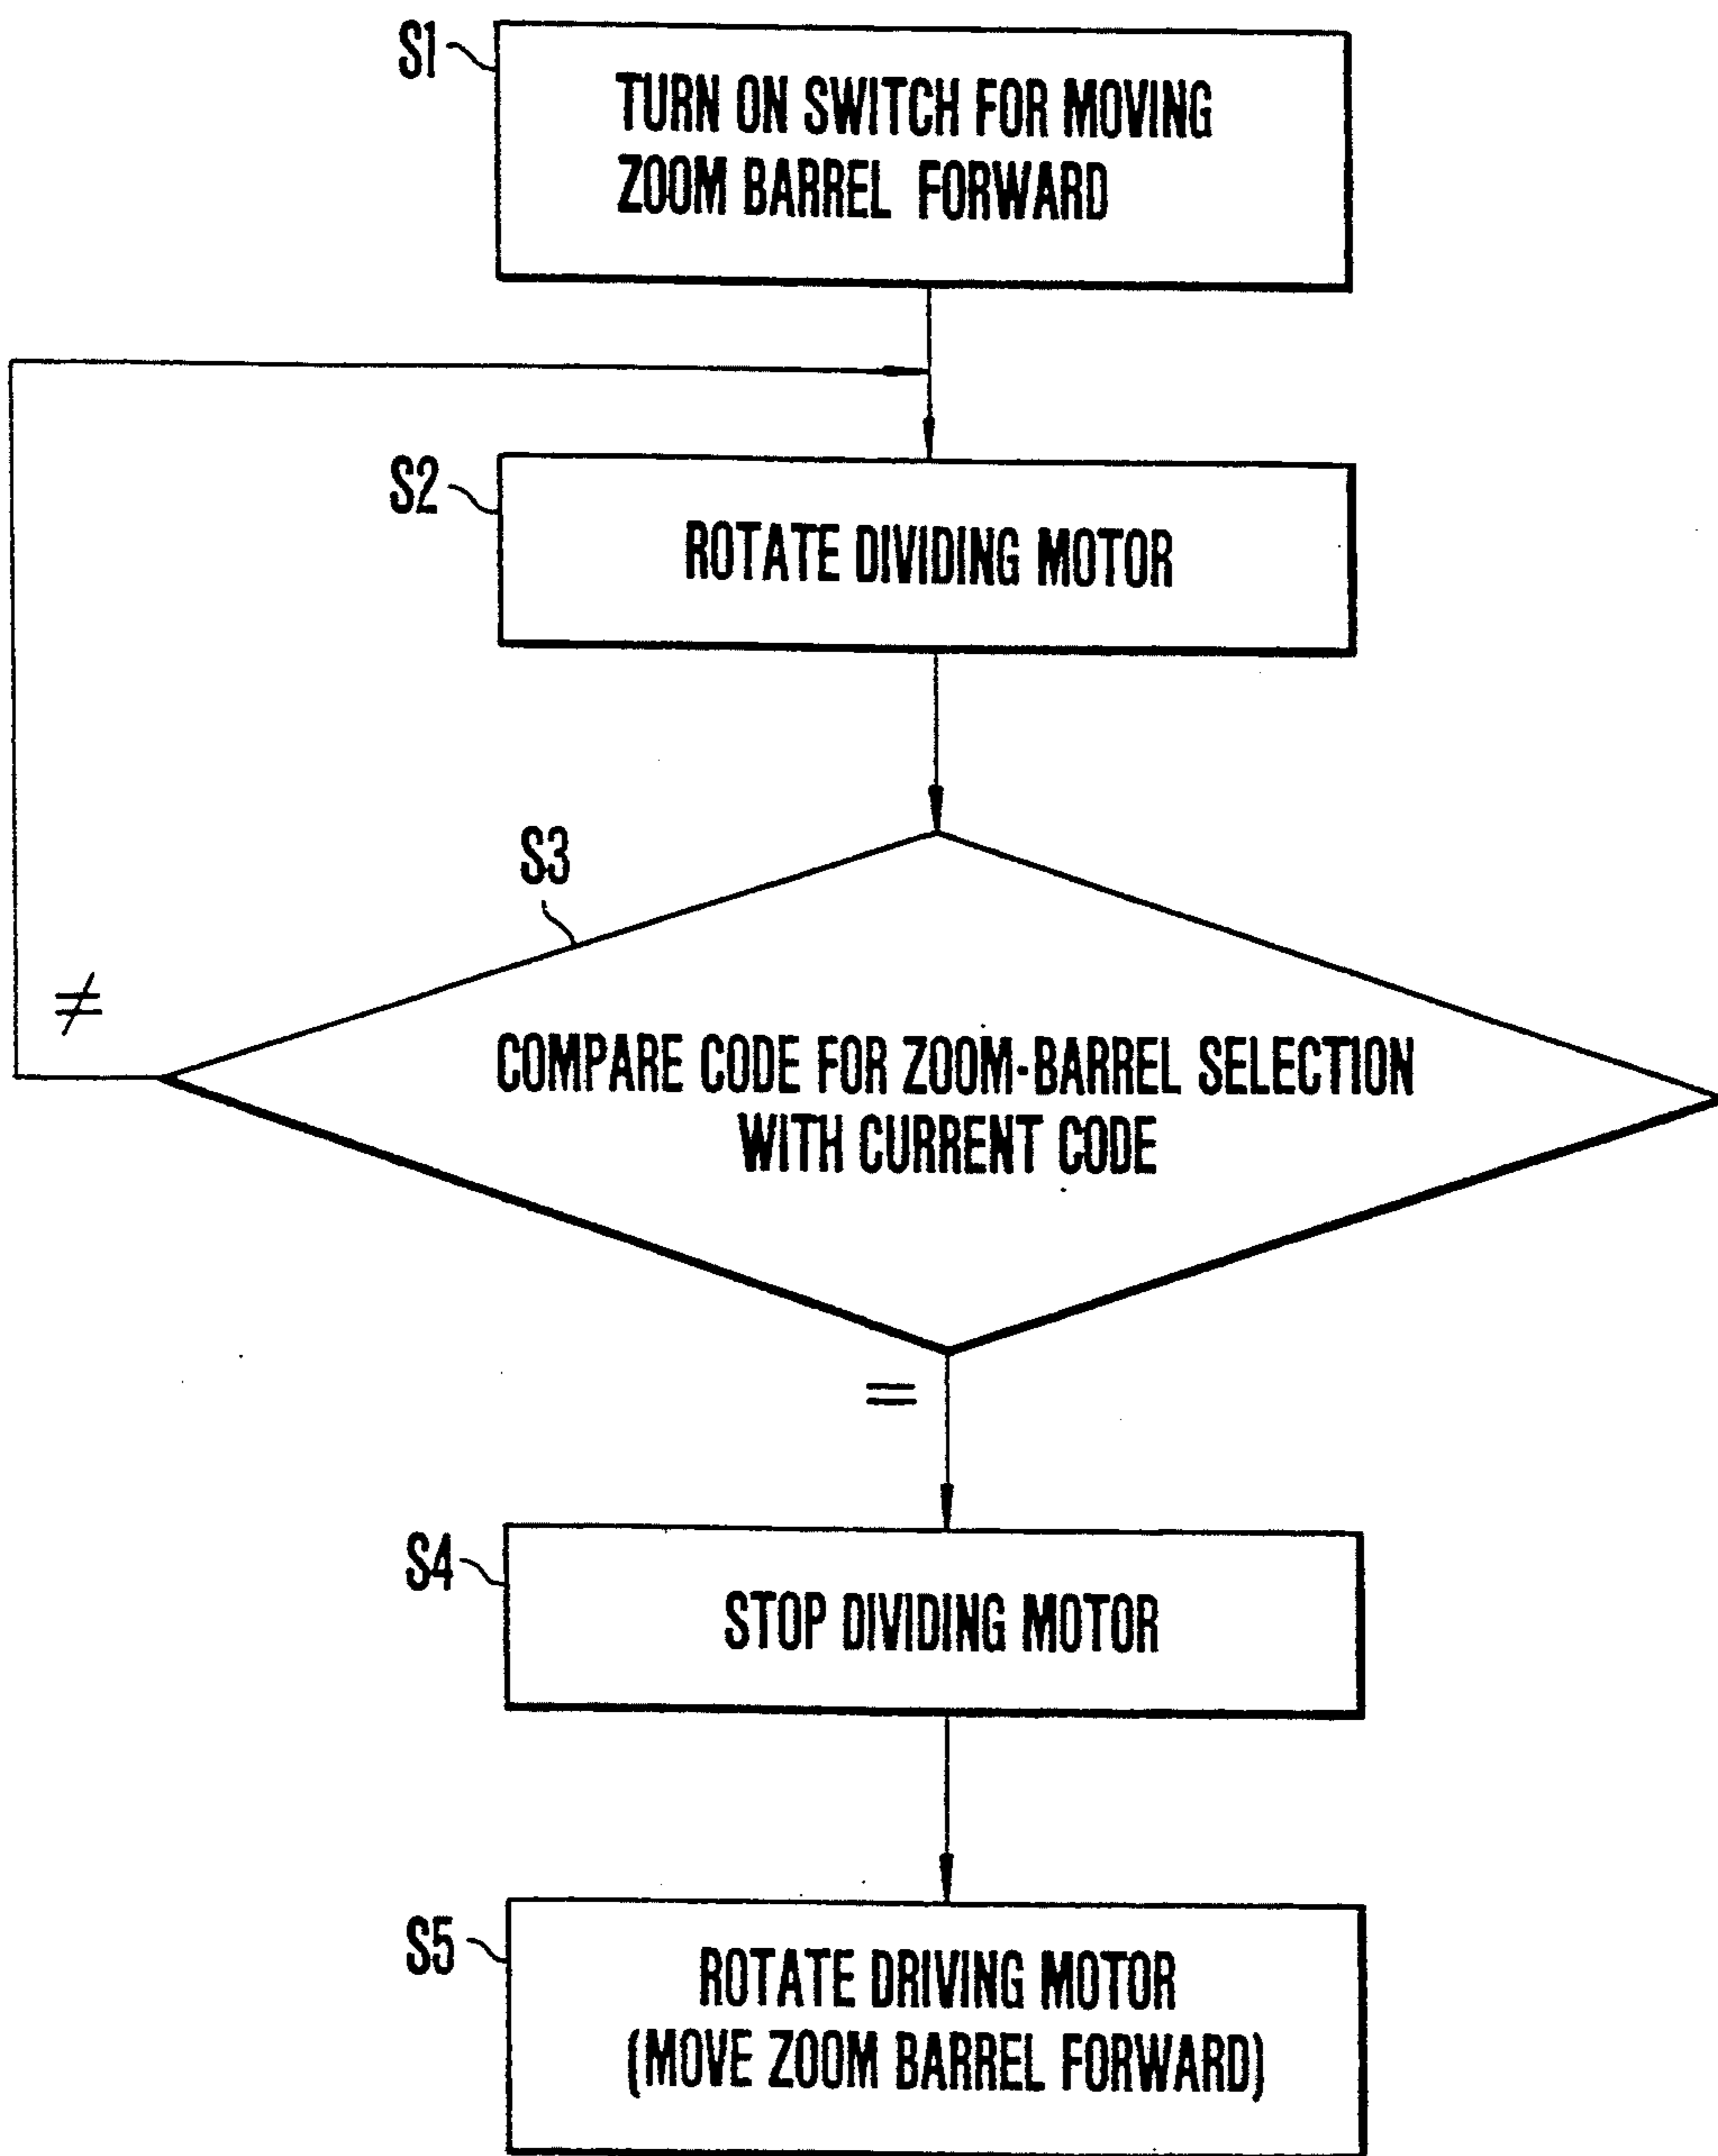 S1
TURN ON SWITCH FOR MOVING
ZOOM BARREL FORWARD
S2
ROTATE DIVIDING MOTOR
S3
≠
COMPARE CODE FOR ZOOM-BARREL SELECTION
WITH CURRENT CODE
=
S4
STOP DIVIDING MOTOR
S5
ROTATE DRIVING MOTOR
(MOVE ZOOM BARREL FORWARD)